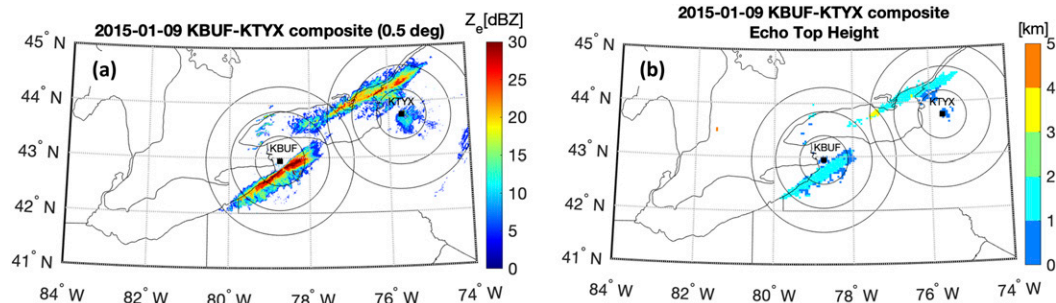 2015-01-09 KBUF-KTYX composite (0.5 deg)
Z_e[dBZ]
45° N
44° N
43° N
42° N
41° N
(a)
KTYX
KBUF
84° W
82° W
80° W
78° W
76° W
74° W
30
25
20
15
10
5
0
2015-01-09 KBUF-KTYX composite
Echo Top Height
[km]
45° N
44° N
43° N
42° N
41° N
(b)
KTYX
KBUF
84° W
82° W
80° W
78° W
76° W
74° W
5
4
3
2
1
0